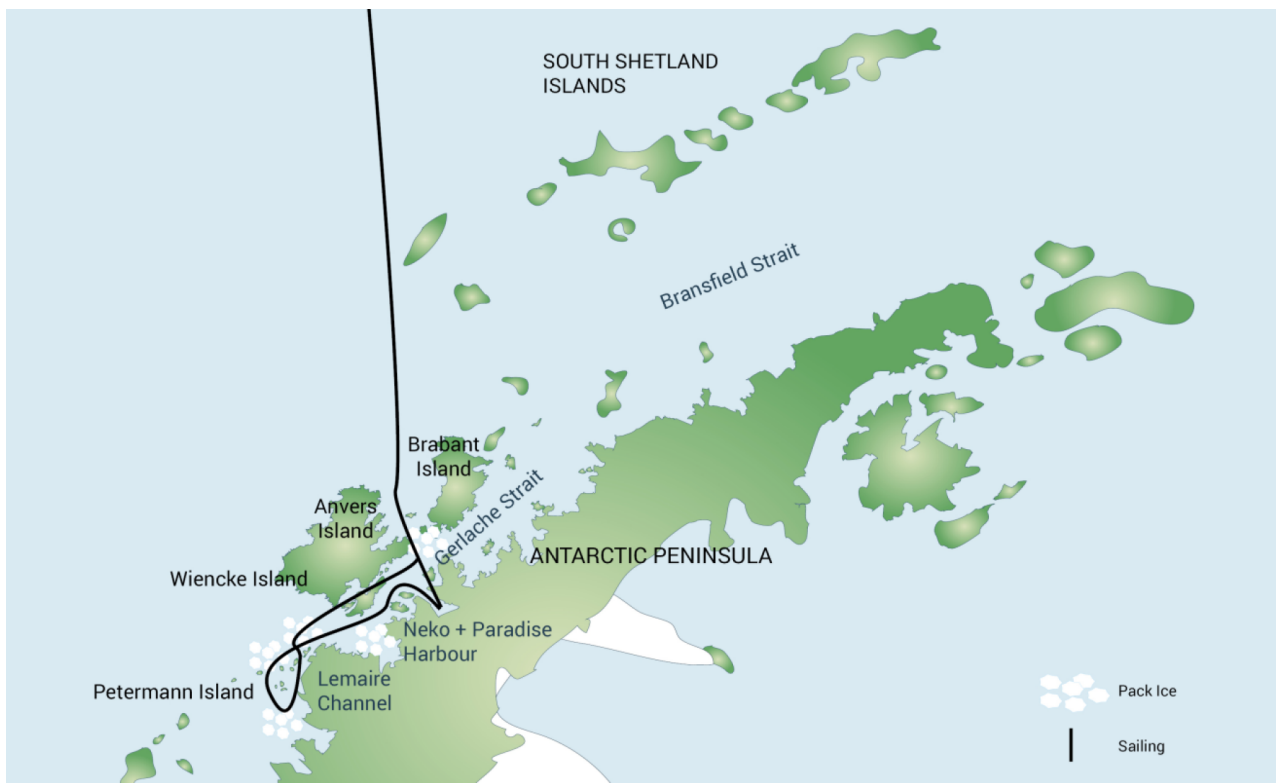 SOUTH SHETLAND
ISLANDS
Bransfield Strait
Brabant
Island
Anvers
Island
Gerlache Strait
ANTARCTIC PENINSULA
Wiencke Island
Neko + Paradise
Harbour
Lemaire
Channel
Petermann Island
Pack Ice
Sailing